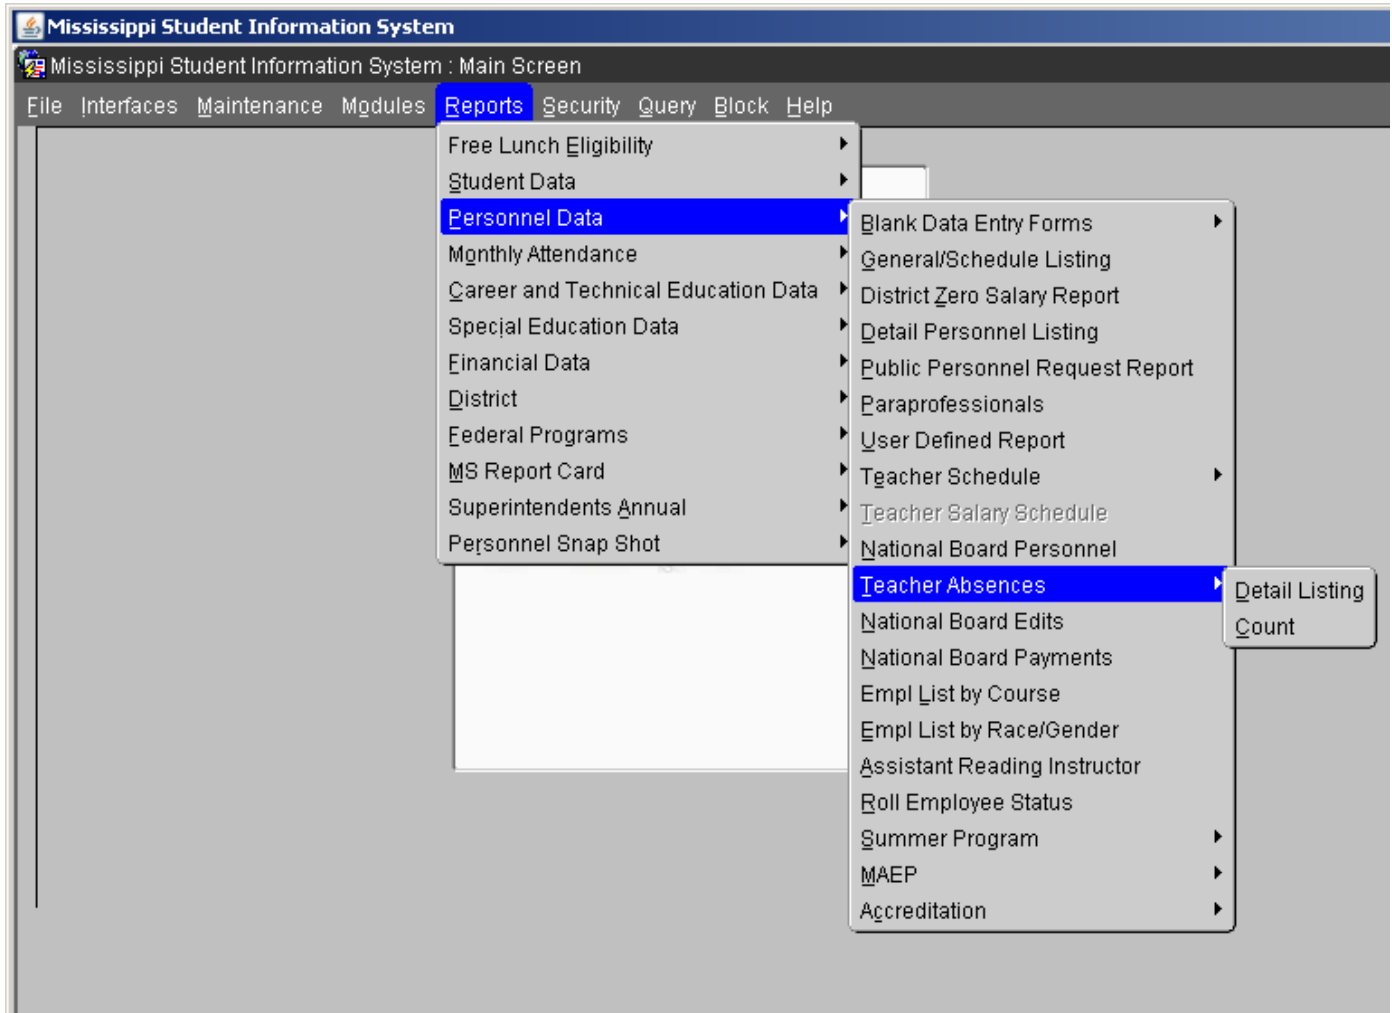 Mississippi Student Information System
Mississippi Student Information System : Main Screen
File Interfaces Maintenance Modules Reports Security Query Block Help
Free Lunch Eligibility
Student Data
Personnel Data
Monthly Attendance
Career and Technical Education Data
Special Education Data
Financial Data
District
Federal Programs
MS Report Card
Superintendents Annual
Personnel Snap Shot
Blank Data Entry Forms
General/Schedule Listing
District Zero Salary Report
Detail Personnel Listing
Public Personnel Request Report
Paraprofessionals
User Defined Report
Teacher Schedule
Teacher Salary Schedule
National Board Personnel
Teacher Absences
National Board Edits
National Board Payments
Empl List by Course
Empl List by Race/Gender
Assistant Reading Instructor
Roll Employee Status
Summer Program
MAEP
Accreditation
Detail Listing
Count